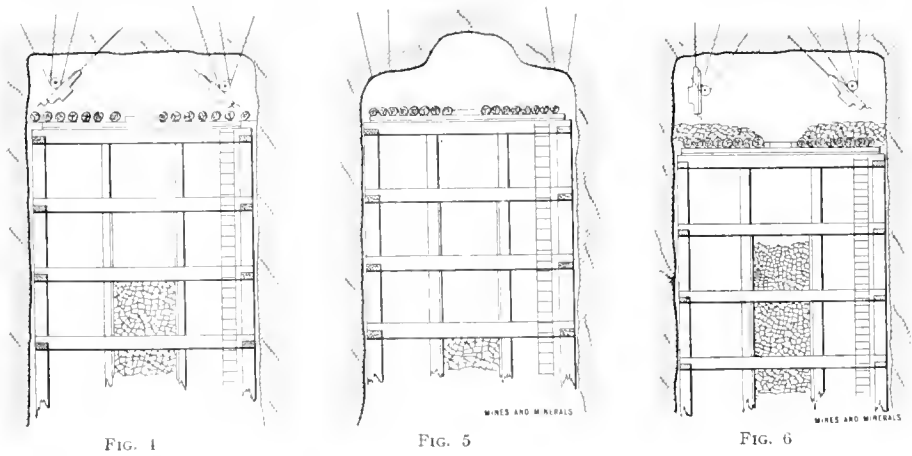 MINES AND MINERALS
MINES AND MINERALS
FIG. 4
FIG. 5
FIG. 6